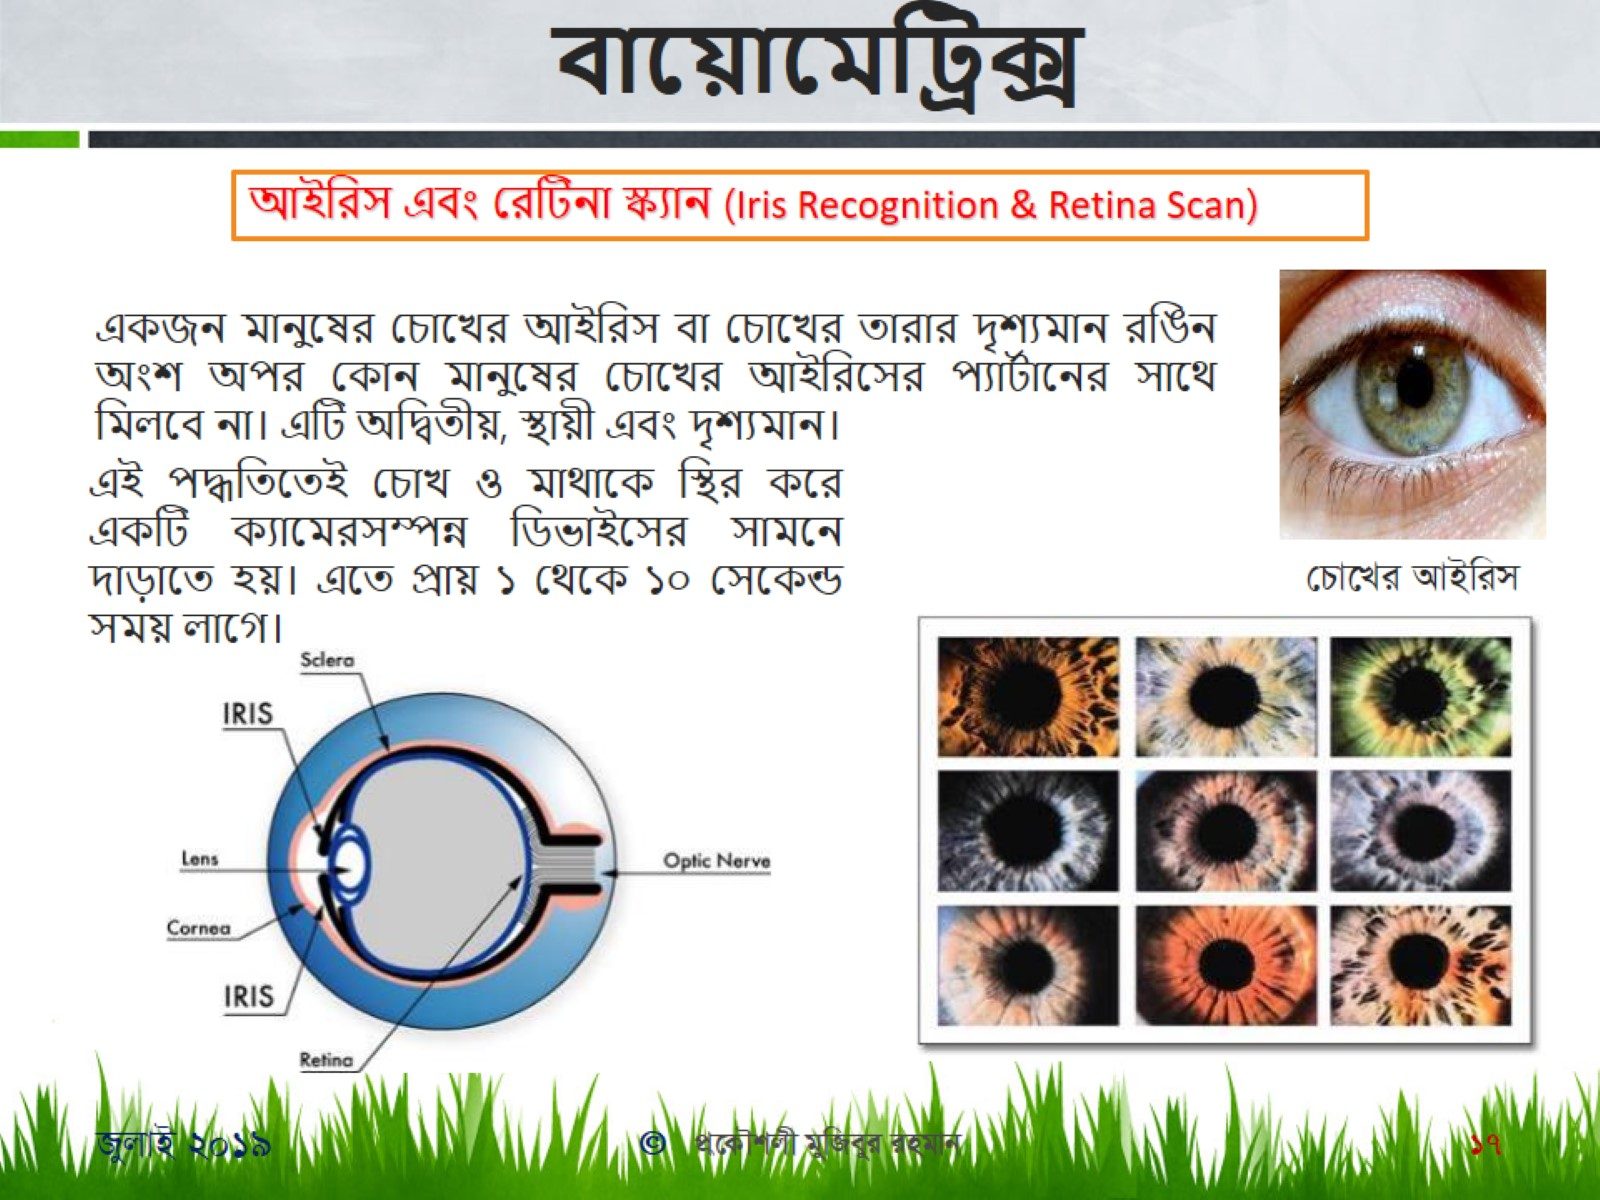 বায়োমেট্রিক্স
আইরিস এবং রেটিনা স্ক্যান (Iris Recognition & Retina Scan)
একজন মানুষের চোখের আইরিস বা চোখের তারার দৃশ্যমান রঙিন
অংশ অপর কোন মানুষের চোখের আইরিসের প্যার্টানের সাথে
মিলবে না। এটি অদ্বিতীয়, স্থায়ী এবং দৃশ্যমান।
এই পদ্ধতিতেই চোখ ও মাথাকে স্থির করে
একটি ক্যামেরসম্পন্ন ডিভাইসের সামনে
দাড়াতে হয়। এতে প্রায় ১ থেকে ১০ সেকেন্ড
সময় লাগে।
চোখের আইরিস
Sclera
IRIS
Lens
Optic Nerve
Cornea
IRIS
Retina
জুলাই ২০১৯
© প্রকৌশলী মুজিবুর রহমান
১৭